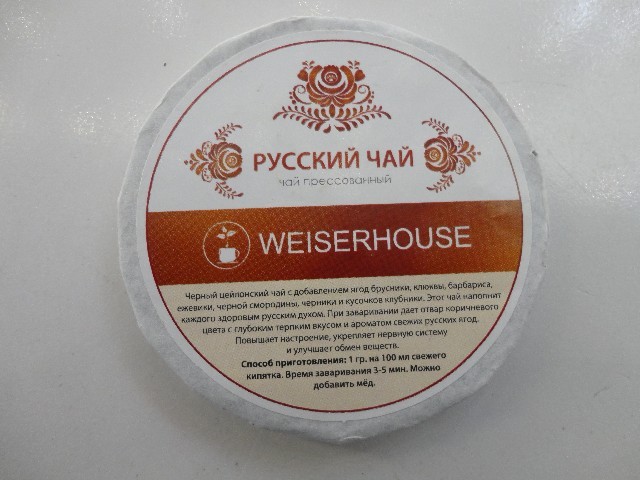 РУССКИЙ ЧАЙ
чай прессованный
WEISERHOUSE
Черный цейлонский чай с добавлением ягод брусники, клюквы, барбариса,
ежевики, черной смородины, черники и кусочков клубники. Этот чай наполнит
каждого здоровым русским духом. При заваривании дает отвар коричневого
цвета с глубоким терпким вкусом и ароматом свежих русских ягод.
Повышает настроение, укрепляет нервную систему
и улучшает обмен веществ.
Способ приготовления: 1 гр. на 100 мл свежего
кипятка. Время заваривания 3-5 мин. Можно
добавить мёд.